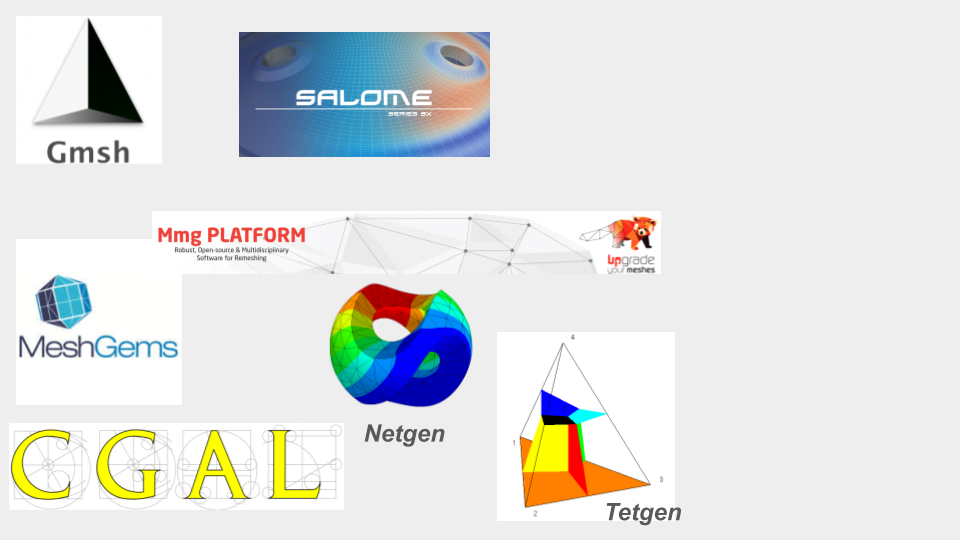 Gmsh
SALOME
SERIES 9X
Mmg PLATFORM
Robust, Open-source & Multidisciplinary
Software for Remeshing
Upgrade
your meshes
MeshGems
Netgen
CGAL
4
1
3
2
Tetgen